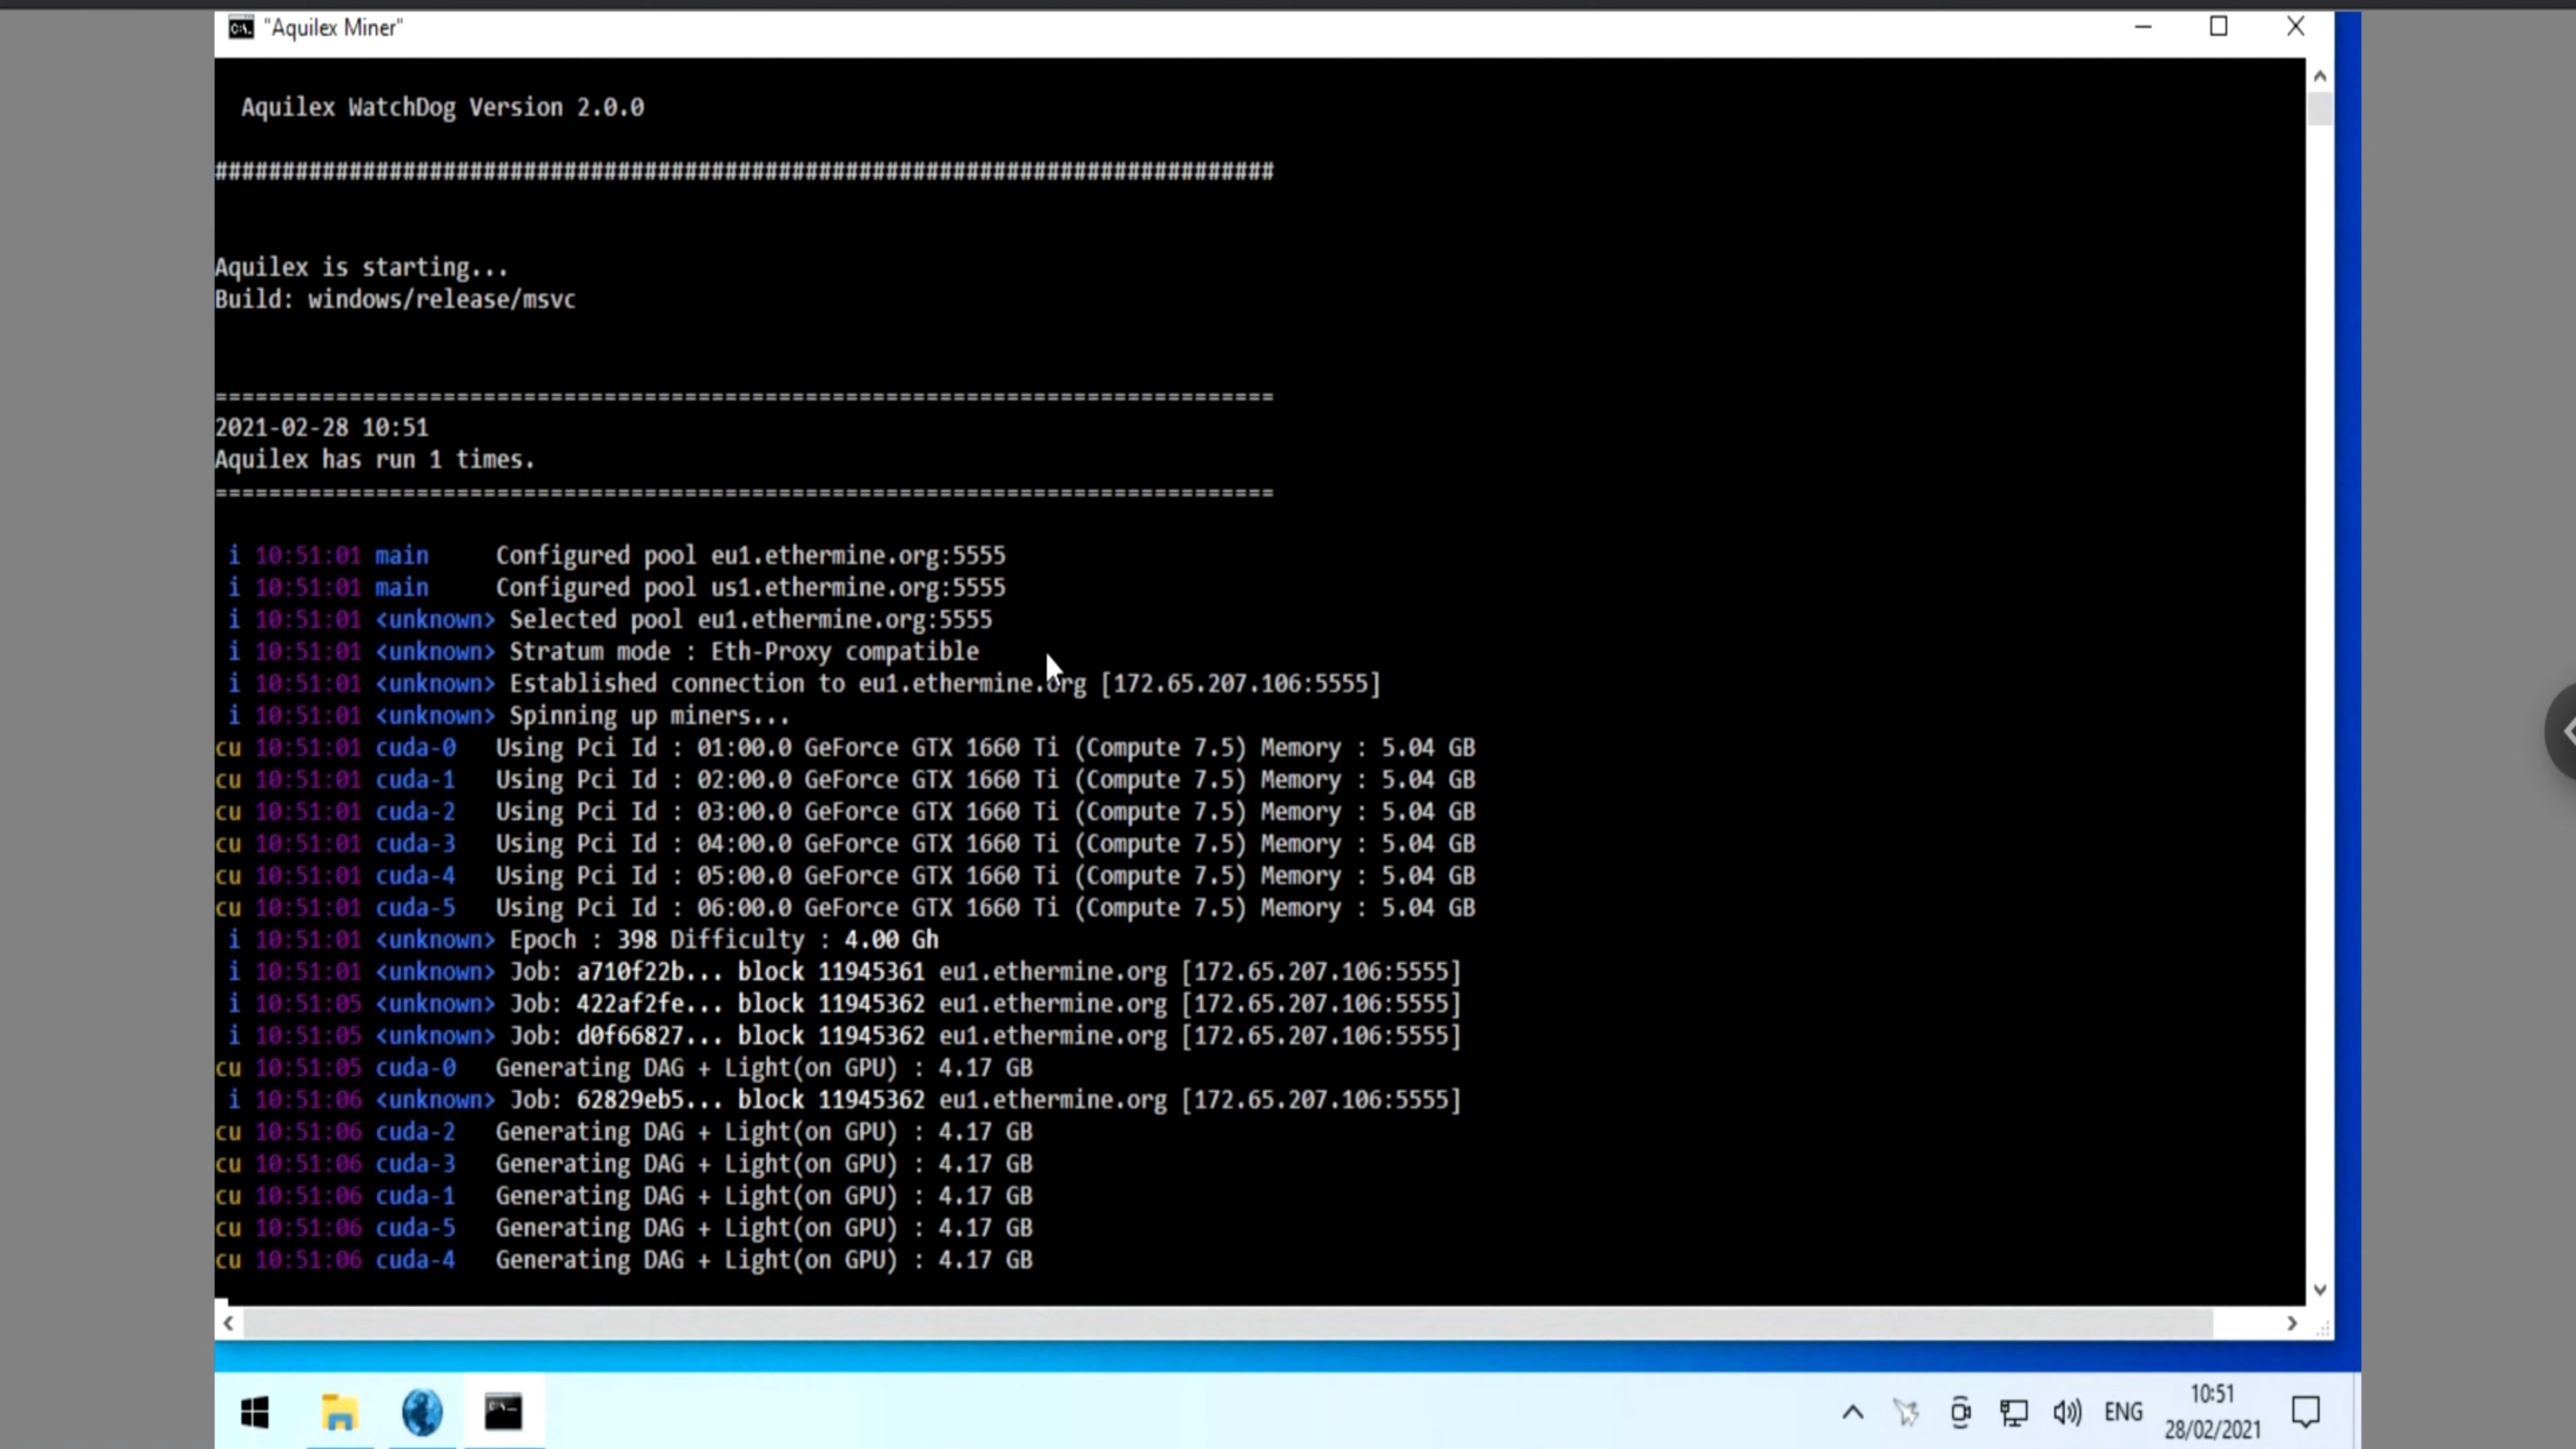 "Aquilex Miner"
Aquilex WatchDog Version 2.0.0
###############################################################################
Aquilex is starting...
Build: windows/release/msvc
===============================================================================
2021-02-28 10:51
Aquilex has run 1 times.
===============================================================================
i 10:51:01 main Configured pool eu1.ethermine.org:5555
i 10:51:01 main Configured pool us1.ethermine.org:5555
i 10:51:01 <unknown> Selected pool eu1.ethermine.org:5555
i 10:51:01 <unknown> Stratum mode : Eth-Proxy compatible
i 10:51:01 <unknown> Established connection to eu1.ethermine.org [172.65.207.106:5555]
i 10:51:01 <unknown> Spinning up miners...
cu 10:51:01 cuda-0 Using Pci Id : 01:00.0 GeForce GTX 1660 Ti (Compute 7.5) Memory : 5.04 GB
cu 10:51:01 cuda-1 Using Pci Id : 02:00.0 GeForce GTX 1660 Ti (Compute 7.5) Memory : 5.04 GB
cu 10:51:01 cuda-2 Using Pci Id : 03:00.0 GeForce GTX 1660 Ti (Compute 7.5) Memory : 5.04 GB
cu 10:51:01 cuda-3 Using Pci Id : 04:00.0 GeForce GTX 1660 Ti (Compute 7.5) Memory : 5.04 GB
cu 10:51:01 cuda-4 Using Pci Id : 05:00.0 GeForce GTX 1660 Ti (Compute 7.5) Memory : 5.04 GB
cu 10:51:01 cuda-5 Using Pci Id : 06:00.0 GeForce GTX 1660 Ti (Compute 7.5) Memory : 5.04 GB
i 10:51:01 <unknown> Epoch : 398 Difficulty : 4.00 Gh
i 10:51:01 <unknown> Job: a710f22b... block 11945361 eu1.ethermine.org [172.65.207.106:5555]
i 10:51:05 <unknown> Job: 422af2fe... block 11945362 eu1.ethermine.org [172.65.207.106:5555]
i 10:51:05 <unknown> Job: d0f66827... block 11945362 eu1.ethermine.org [172.65.207.106:5555]
cu 10:51:05 cuda-0 Generating DAG + Light(on GPU) : 4.17 GB
i 10:51:06 <unknown> Job: 62829eb5... block 11945362 eu1.ethermine.org [172.65.207.106:5555]
cu 10:51:06 cuda-2 Generating DAG + Light(on GPU) : 4.17 GB
cu 10:51:06 cuda-3 Generating DAG + Light(on GPU) : 4.17 GB
cu 10:51:06 cuda-1 Generating DAG + Light(on GPU) : 4.17 GB
cu 10:51:06 cuda-5 Generating DAG + Light(on GPU) : 4.17 GB
cu 10:51:06 cuda-4 Generating DAG + Light(on GPU) : 4.17 GB
ENG
10:51
28/02/2021